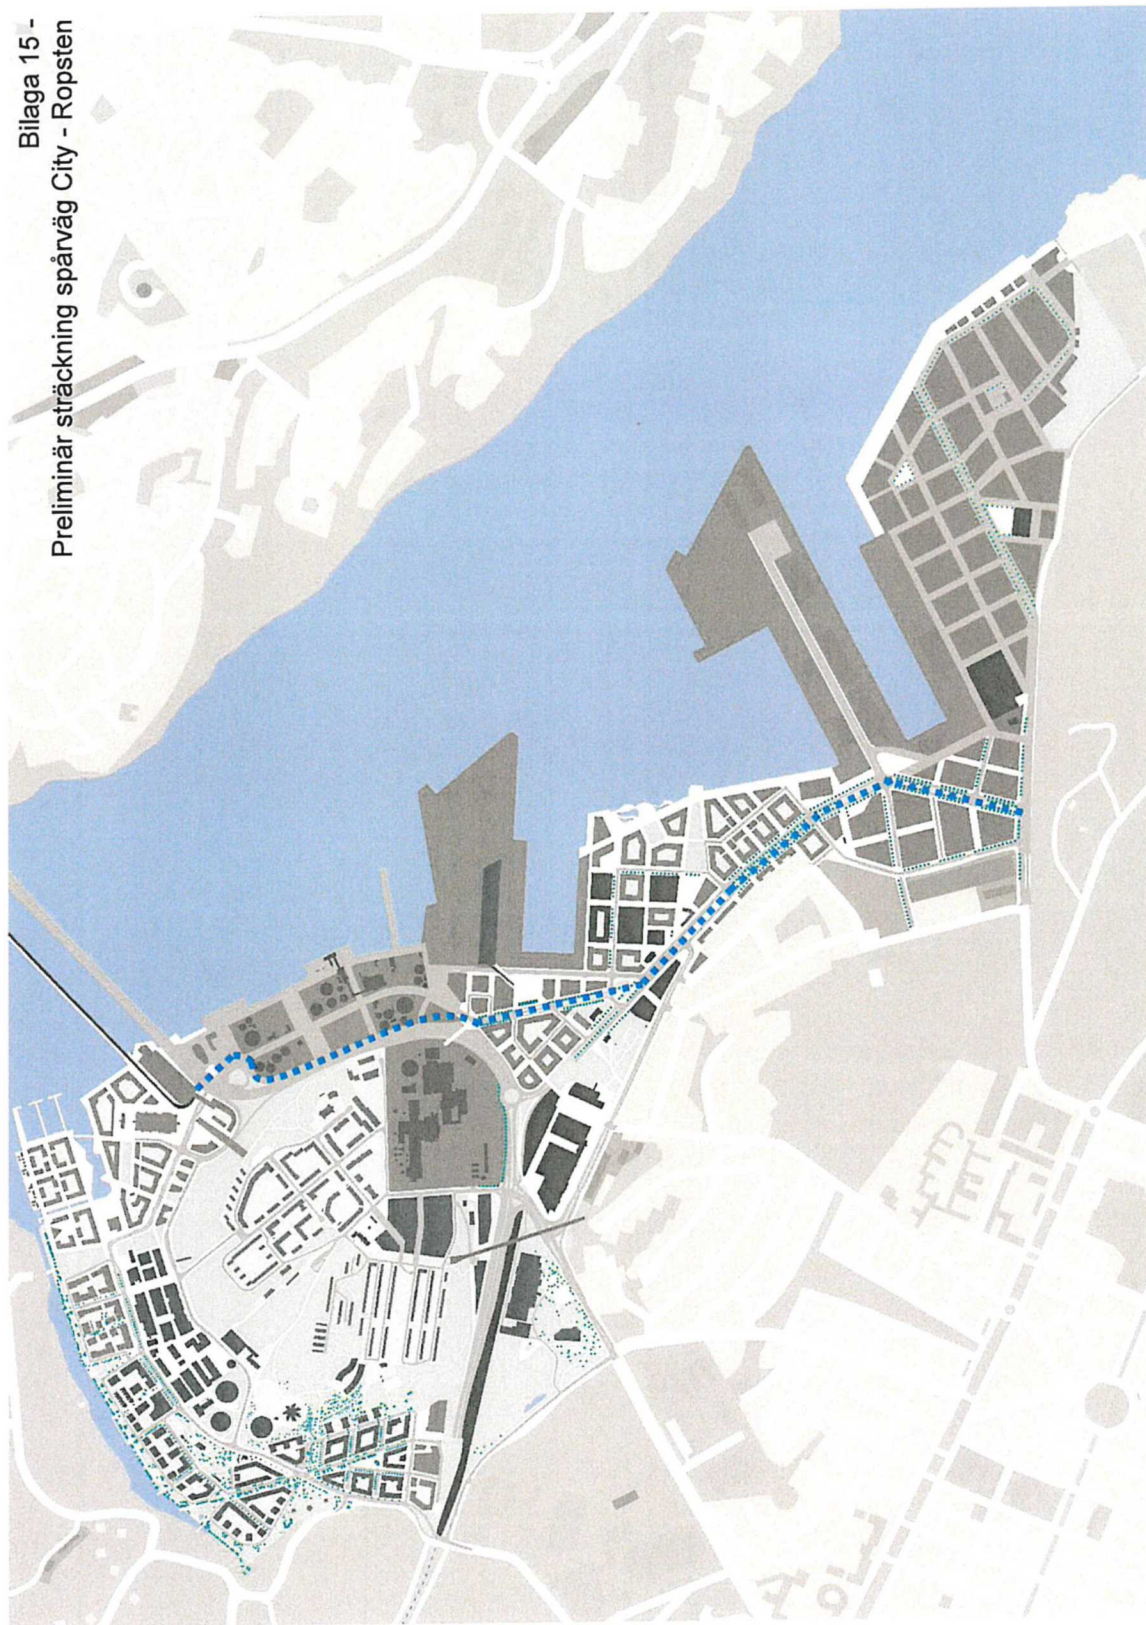 Bilaga 15 -
Preliminär sträckning spårväg City - Ropsten